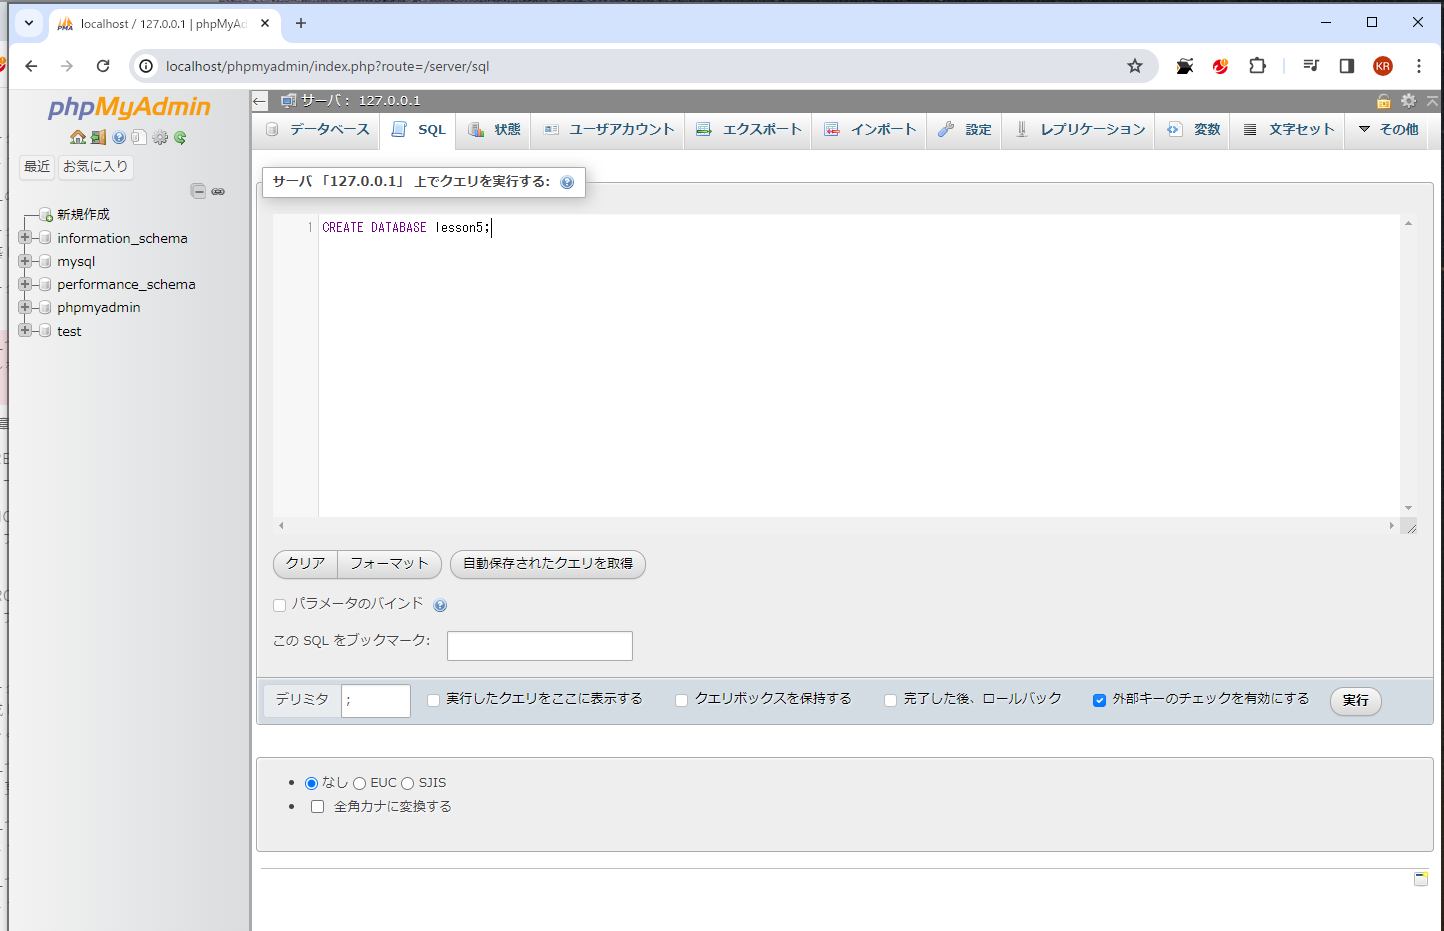 localhost / 127.0.0.1 | phpMyAd
localhost/phpmyadmin/index.php?route=/server/sql
KR
phpMyAdmin
最近 お気に入り
新規作成
information_schema
mysql
performance_schema
phpmyadmin
test
サーバ : 127.0.0.1
データベース SQL 状態 ユーザアカウント エクスポート インポート 設定 レプリケーション 変数 文字セット その他
サーバ 「127.0.0.1」 上でクエリを実行する:
1 CREATE DATABASE lesson5;
クリア フォーマット 自動保存されたクエリを取得
パラメータのバインド
この SQL をブックマーク:
デリミタ ; 実行したクエリをここに表示する クエリボックスを保持する 完了した後、ロールバック 外部キーのチェックを有効にする 実行
なし EUC SJIS
全角カナに変換する